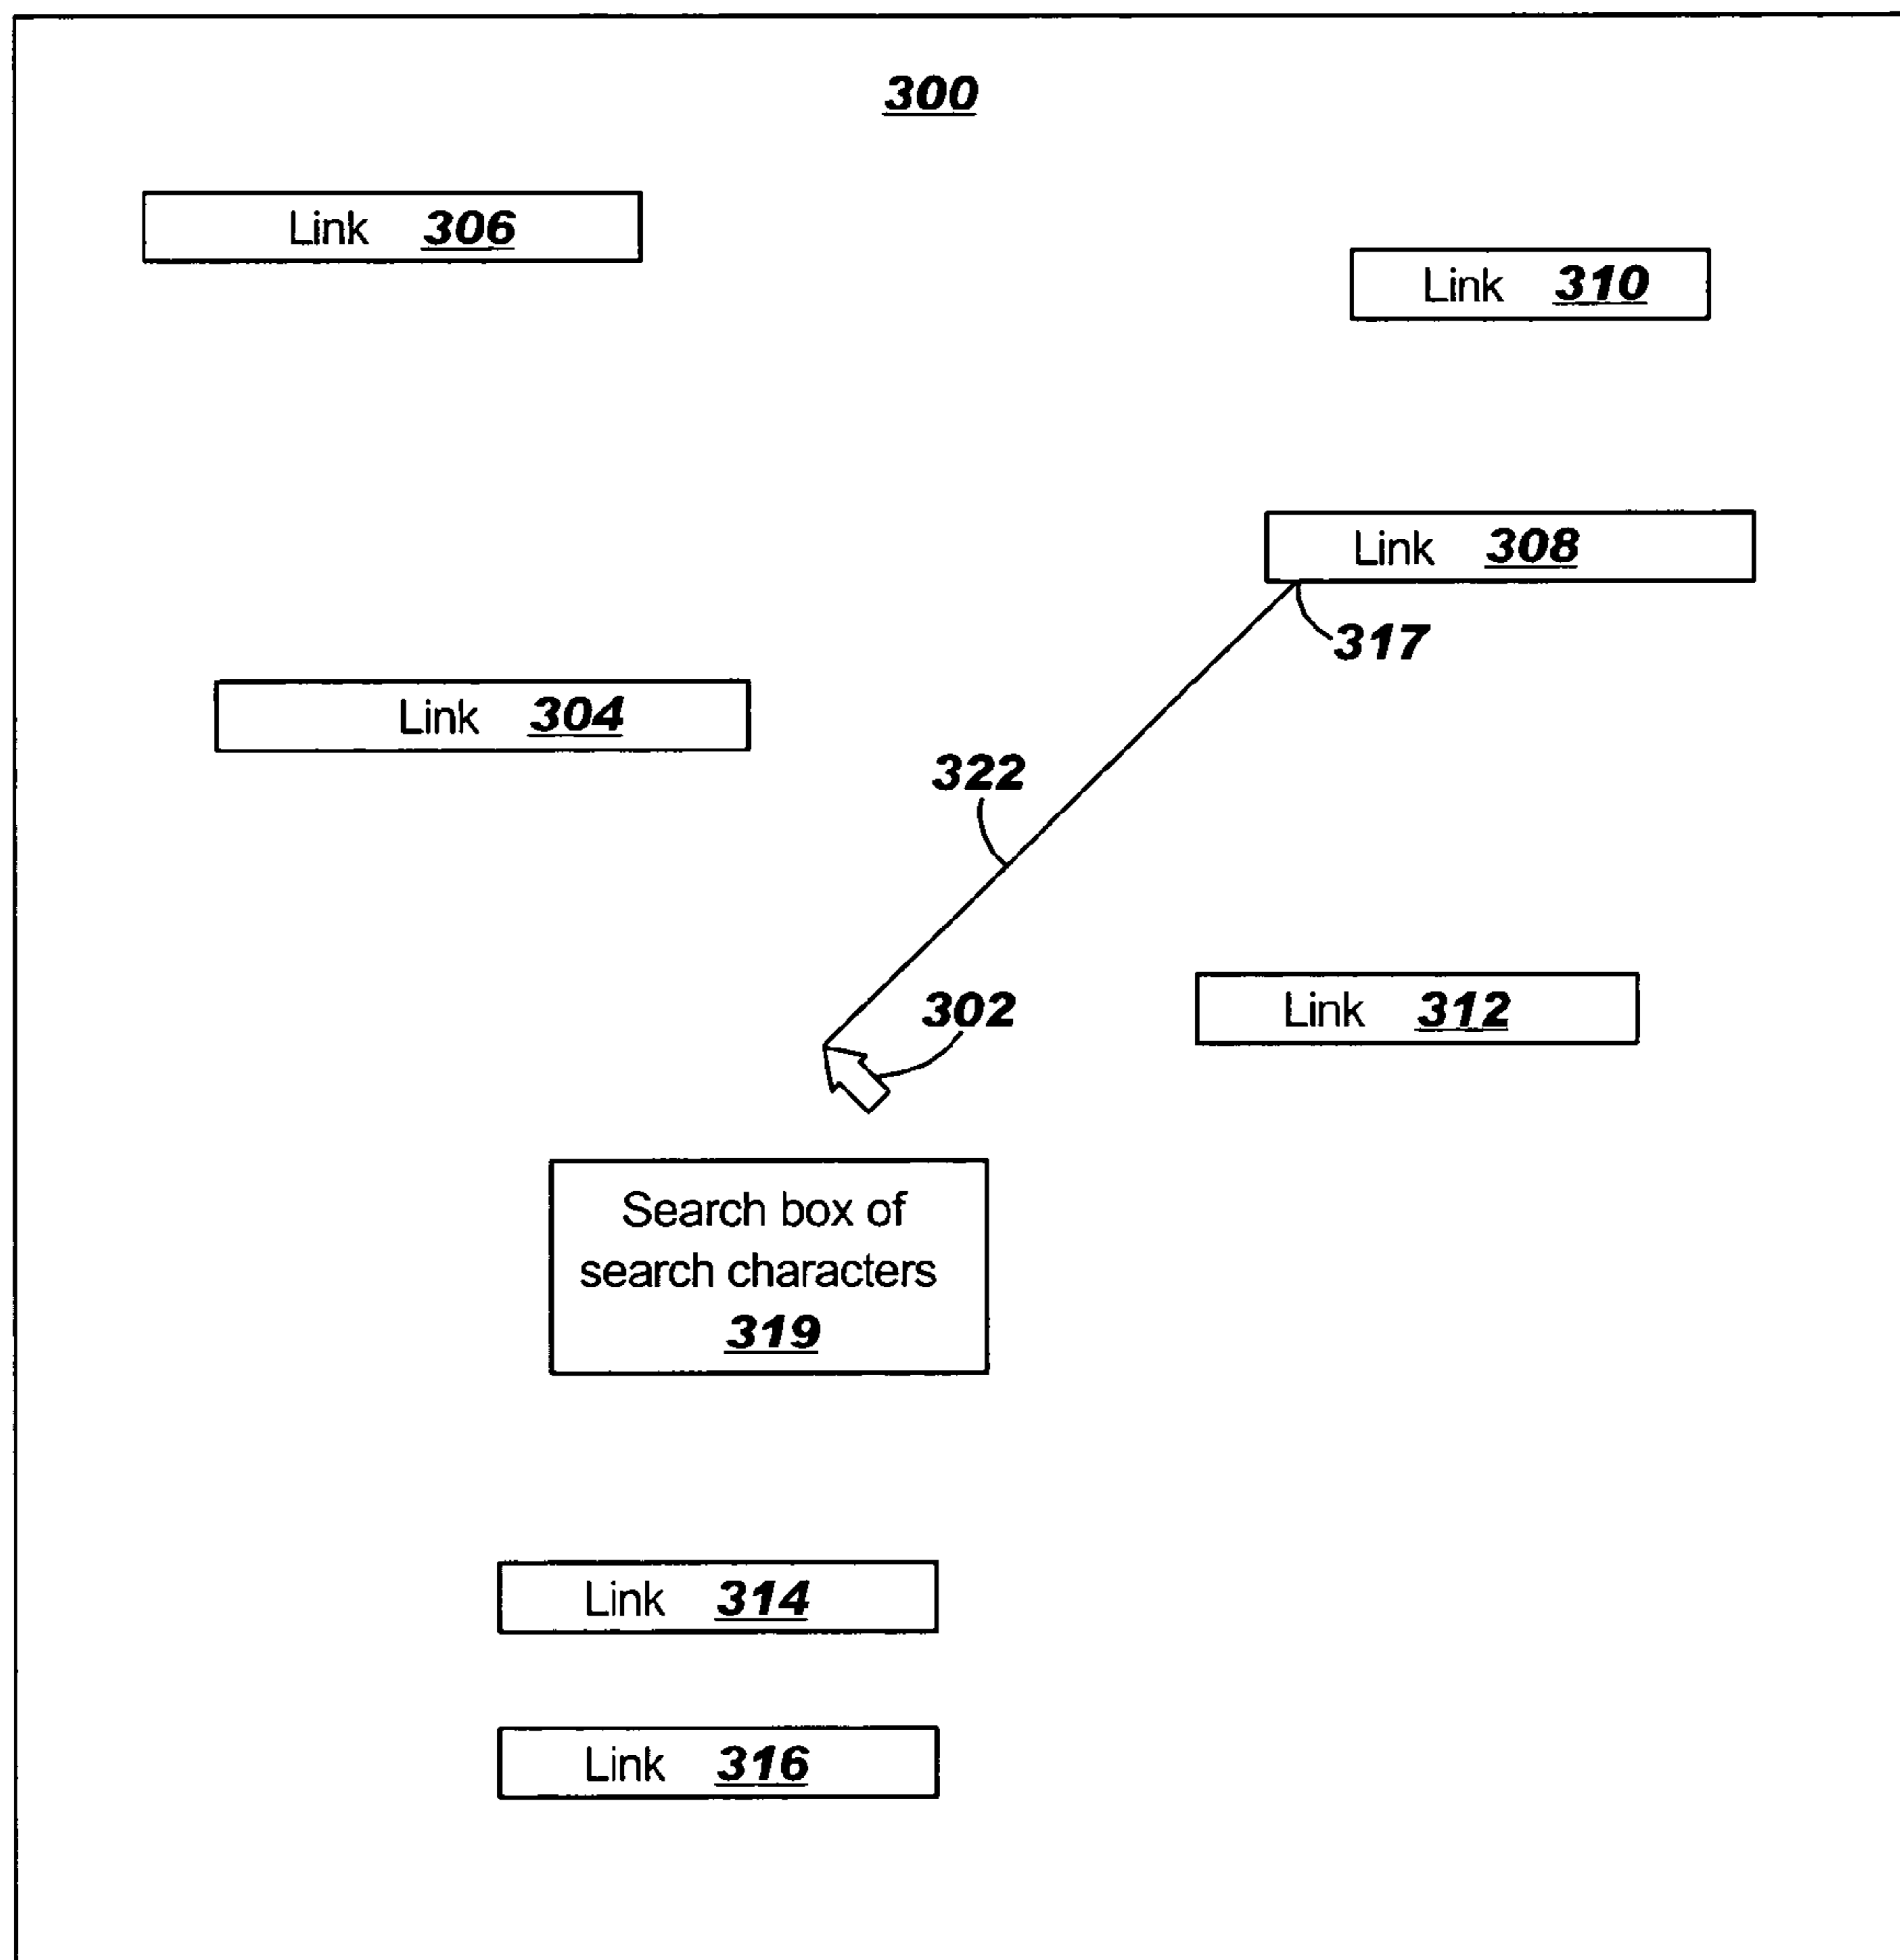 300
Link 306
Link 310
Link 308
317
Link 304
322
302
Link 312
Search box of
search characters
319
Link 314
Link 316